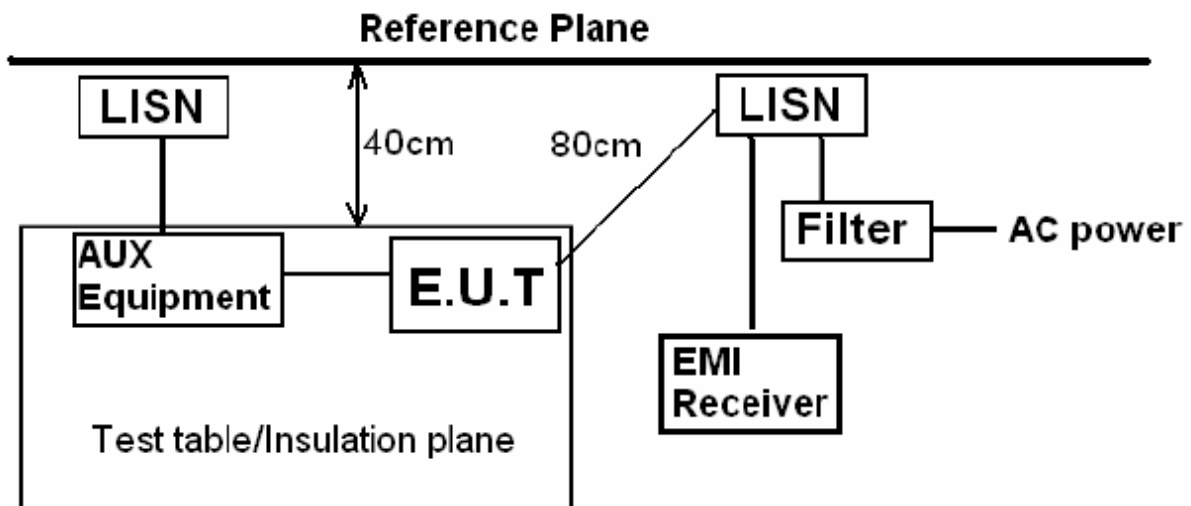 Reference Plane
LISN
40cm
80cm
LISN
Filter
AC power
AUX
Equipment
E.U.T
EMI
Receiver
Test table/Insulation plane